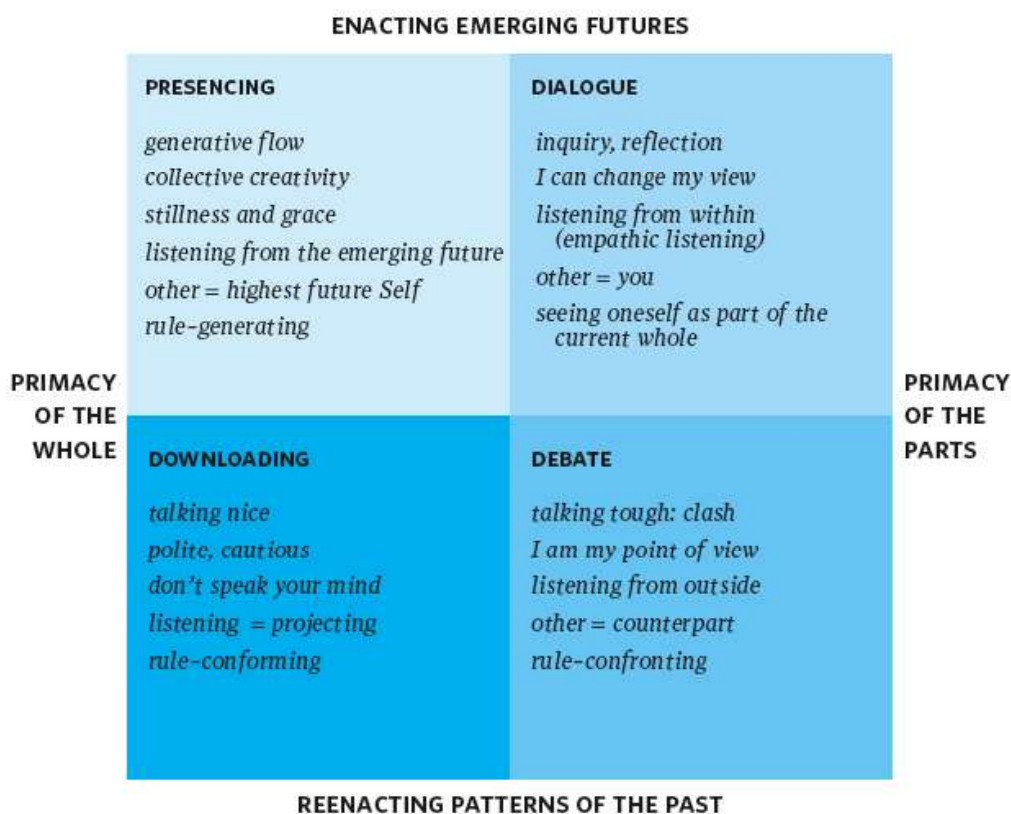 ENACTING EMERGING FUTURES
PRESENCING
generative flow
collective creativity
stillness and grace
listening from the emerging future
other = highest future Self
rule-generating
DIALOGUE
inquiry, reflection
I can change my view
listening from within
(empathic listening)
other = you
seeing oneself as part of the
current whole
PRIMACY
OF THE
WHOLE
PRIMACY
OF THE
PARTS
DOWNLOADING
talking nice
polite, cautious
don't speak your mind
listening = projecting
rule-conforming
DEBATE
talking tough: clash
I am my point of view
listening from outside
other = counterpart
rule-confronting
REENACTING PATTERNS OF THE PAST